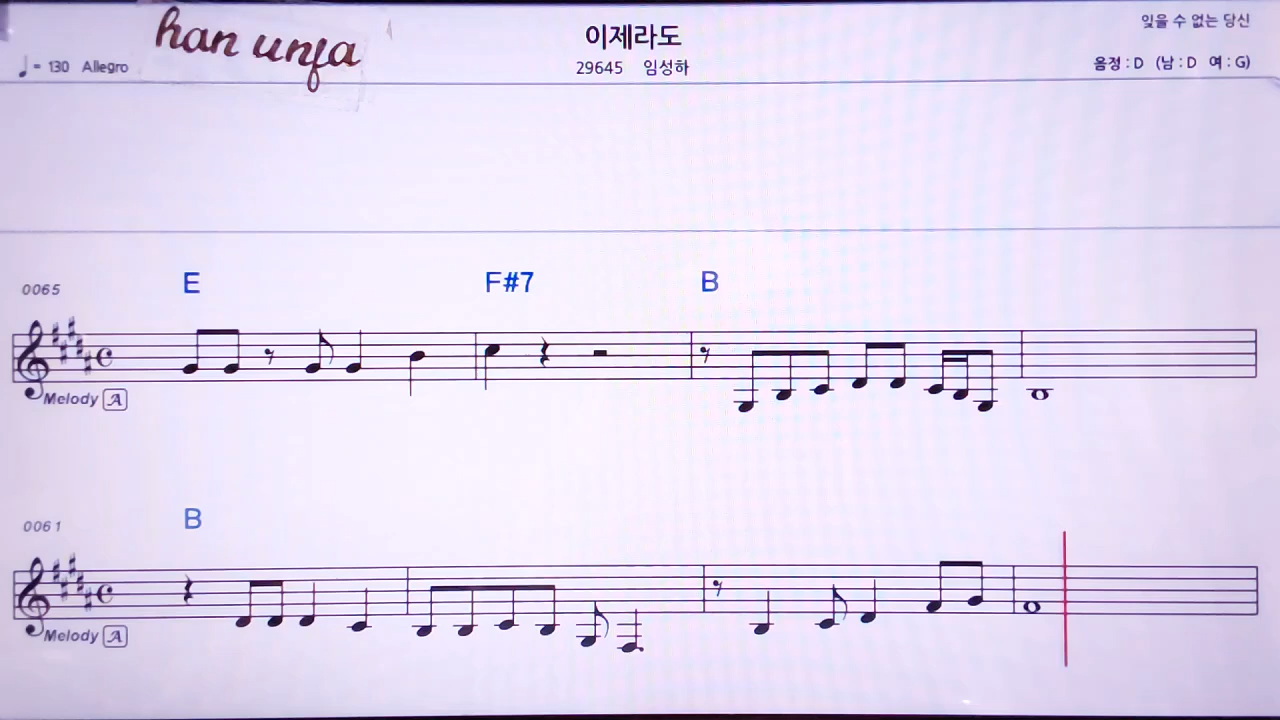 han unfa
이제라도
잊을 수 없는 당신
♩= 130 Allegro
29645 임성하
음정 : D (남 : D 여 : G)
0065
E F#7 B
Melody A
0061
B
Melody A